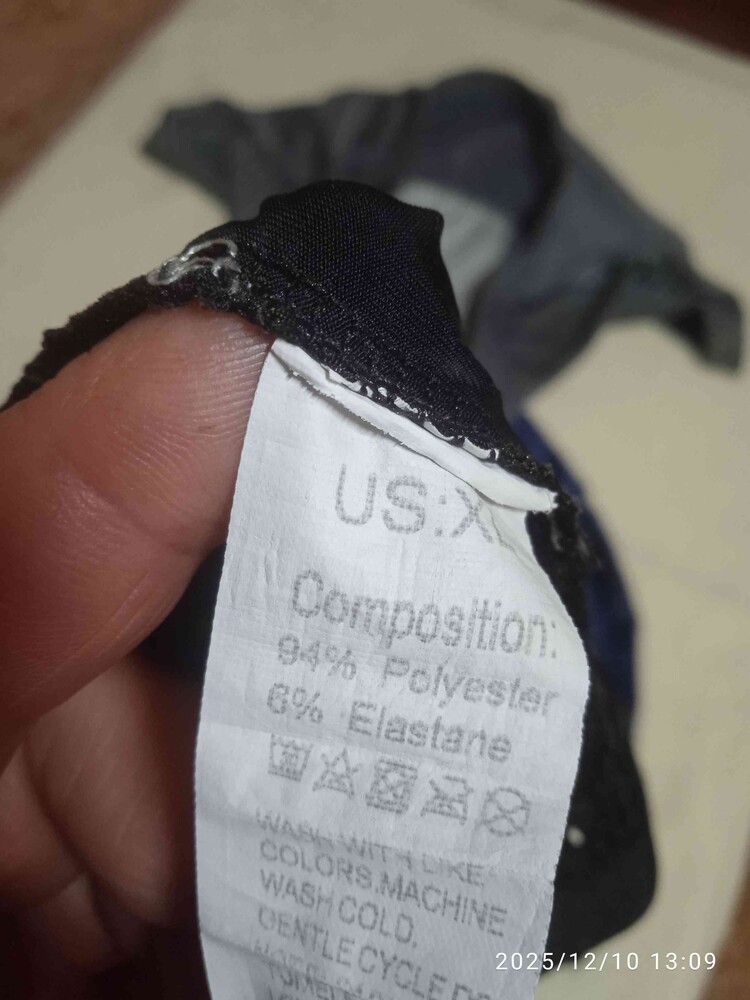 US:X
Composition:
94% Polyester
6% Elastane
WASH WITH LIKE
COLORS.MACHINE
WASH COLD,
GENTLE CYCLE
2025/12/10 13:09